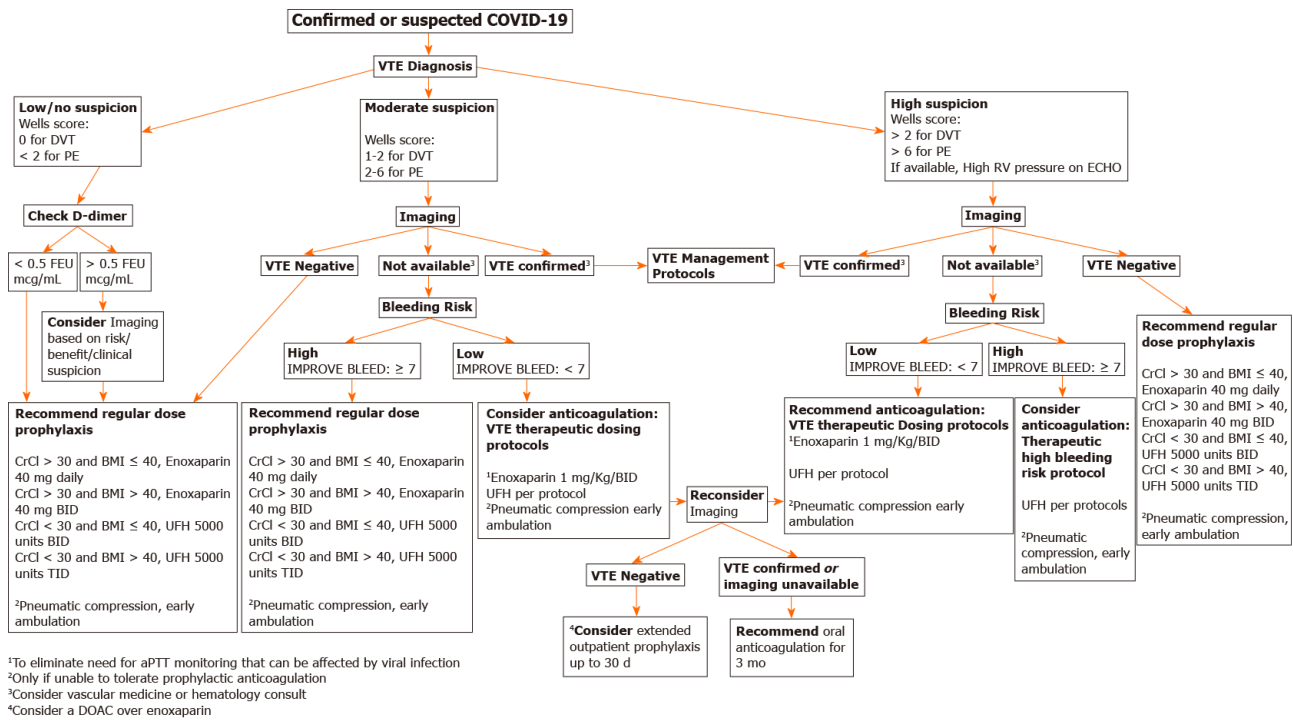 Confirmed or suspected COVID-19
VTE Diagnosis
Low/no suspicion
Wells score:
0 for DVT
< 2 for PE
Moderate suspicion
Wells score:
1-2 for DVT
2-6 for PE
High suspicion
Wells score:
> 2 for DVT
> 6 for PE
If available, High RV pressure on ECHO
Check D-dimer
Imaging
Imaging
< 0.5 FEU
mcg/mL
> 0.5 FEU
mcg/mL
VTE Negative
Not available³
VTE confirmed³
VTE Management
Protocols
VTE confirmed³
Not available³
VTE Negative
Consider Imaging
based on risk/
benefit/clinical
suspicion
Bleeding Risk
Bleeding Risk
High
IMPROVE BLEED: ≥ 7
Low
IMPROVE BLEED: < 7
Low
IMPROVE BLEED: < 7
High
IMPROVE BLEED: ≥ 7
Recommend regular
dose prophylaxis
CrCl > 30 and BMI ≤ 40,
Enoxaparin 40 mg daily
CrCl > 30 and BMI > 40,
Enoxaparin 40 mg BID
CrCl < 30 and BMI ≤ 40,
UFH 5000 units BID
CrCl < 30 and BMI > 40,
UFH 5000 units TID
²Pneumatic compression,
early ambulation
Recommend regular dose
prophylaxis
CrCl > 30 and BMI ≤ 40, Enoxaparin
40 mg daily
CrCl > 30 and BMI > 40, Enoxaparin
40 mg BID
CrCl < 30 and BMI ≤ 40, UFH 5000
units BID
CrCl < 30 and BMI > 40, UFH 5000
units TID
²Pneumatic compression, early
ambulation
Recommend regular dose
prophylaxis
CrCl > 30 and BMI ≤ 40, Enoxaparin
40 mg daily
CrCl > 30 and BMI > 40, Enoxaparin
40 mg BID
CrCl < 30 and BMI ≤ 40, UFH 5000
units BID
CrCl < 30 and BMI > 40, UFH 5000
units TID
²Pneumatic compression, early
ambulation
Consider anticoagulation:
VTE therapeutic dosing
protocols
¹Enoxaparin 1 mg/Kg/BID
UFH per protocol
²Pneumatic compression early
ambulation
Reconsider
Imaging
Recommend anticoagulation:
VTE therapeutic Dosing protocols
¹Enoxaparin 1 mg/Kg/BID
UFH per protocol
²Pneumatic compression early
ambulation
Consider
anticoagulation:
Therapeutic
high bleeding
risk protocol
UFH per protocols
²Pneumatic
compression, early
ambulation
VTE Negative
VTE confirmed or
imaging unavailable
⁴Consider extended
outpatient prophylaxis
up to 30 d
Recommend oral
anticoagulation for
3 mo
¹To eliminate need for aPTT monitoring that can be affected by viral infection
²Only if unable to tolerate prophylactic anticoagulation
³Consider vascular medicine or hematology consult
⁴Consider a DOAC over enoxaparin